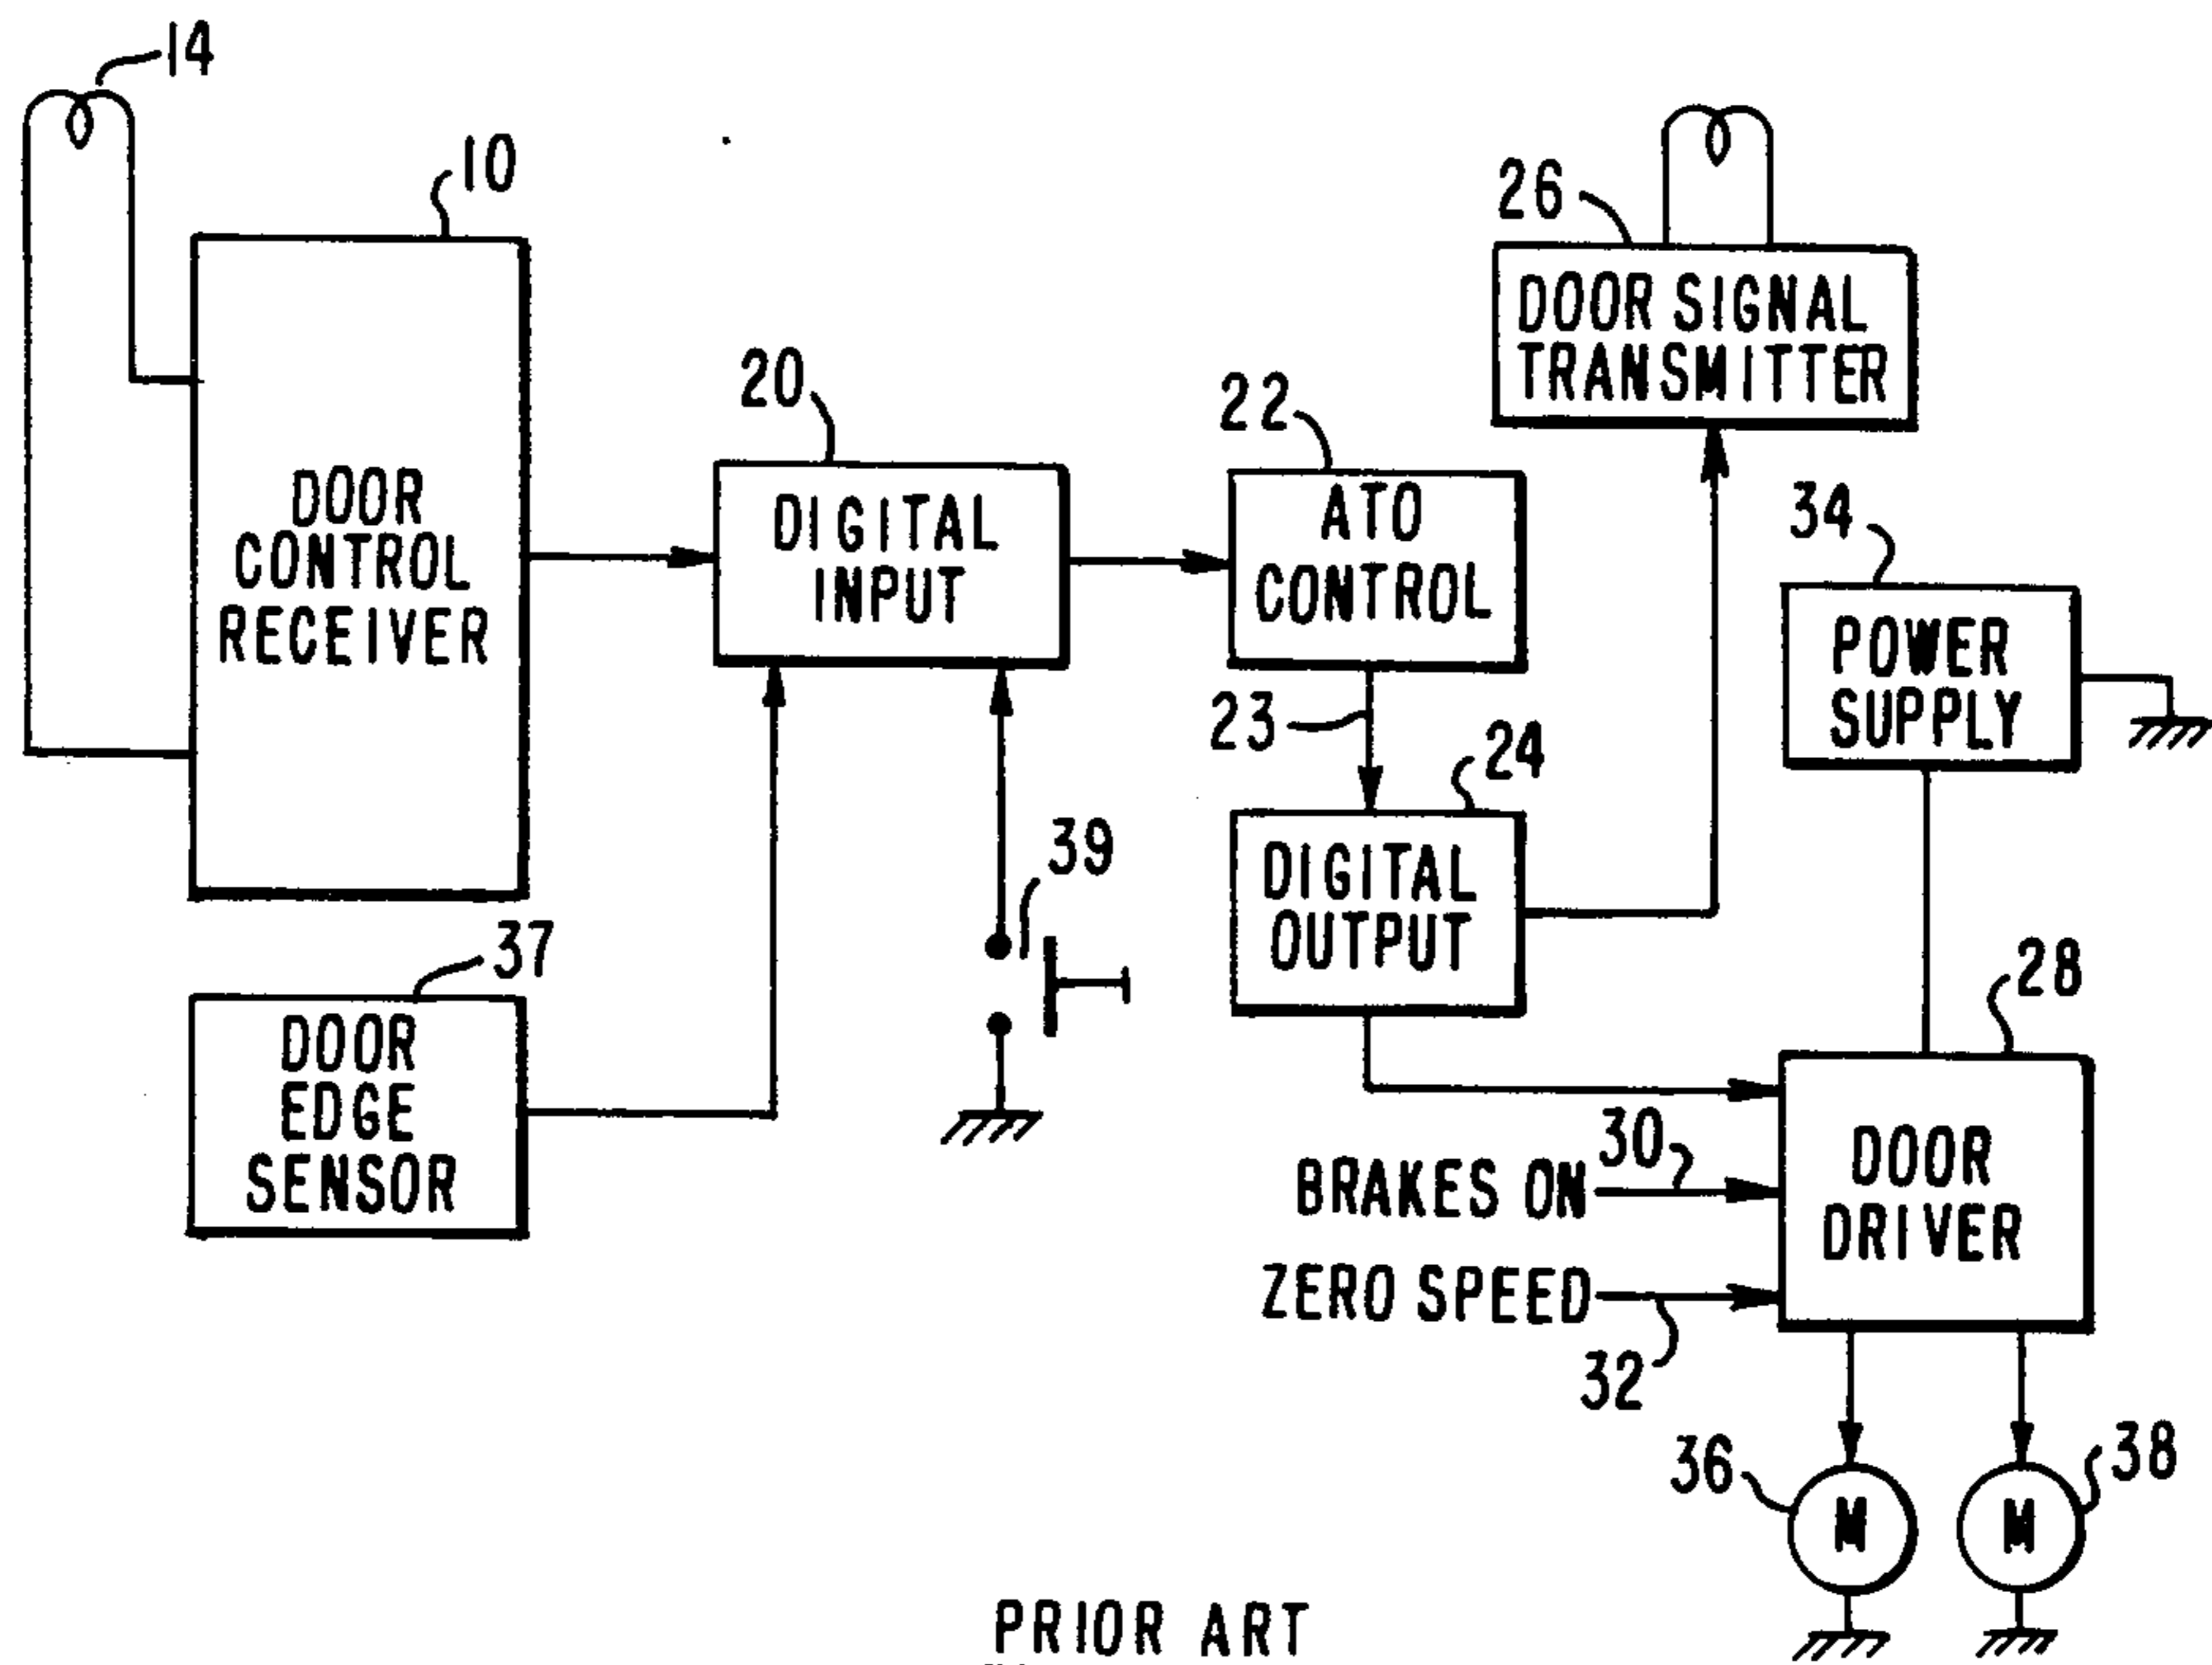 14
10
DOOR
CONTROL
RECEIVER
20
DIGITAL
INPUT
22
ATO
CONTROL
26
DOOR SIGNAL
TRANSMITTER
34
POWER
SUPPLY
23
24
DIGITAL
OUTPUT
39
37
DOOR
EDGE
SENSOR
28
DOOR
DRIVER
BRAKES ON
30
ZERO SPEED
32
36
M
38
M
PRIOR ART